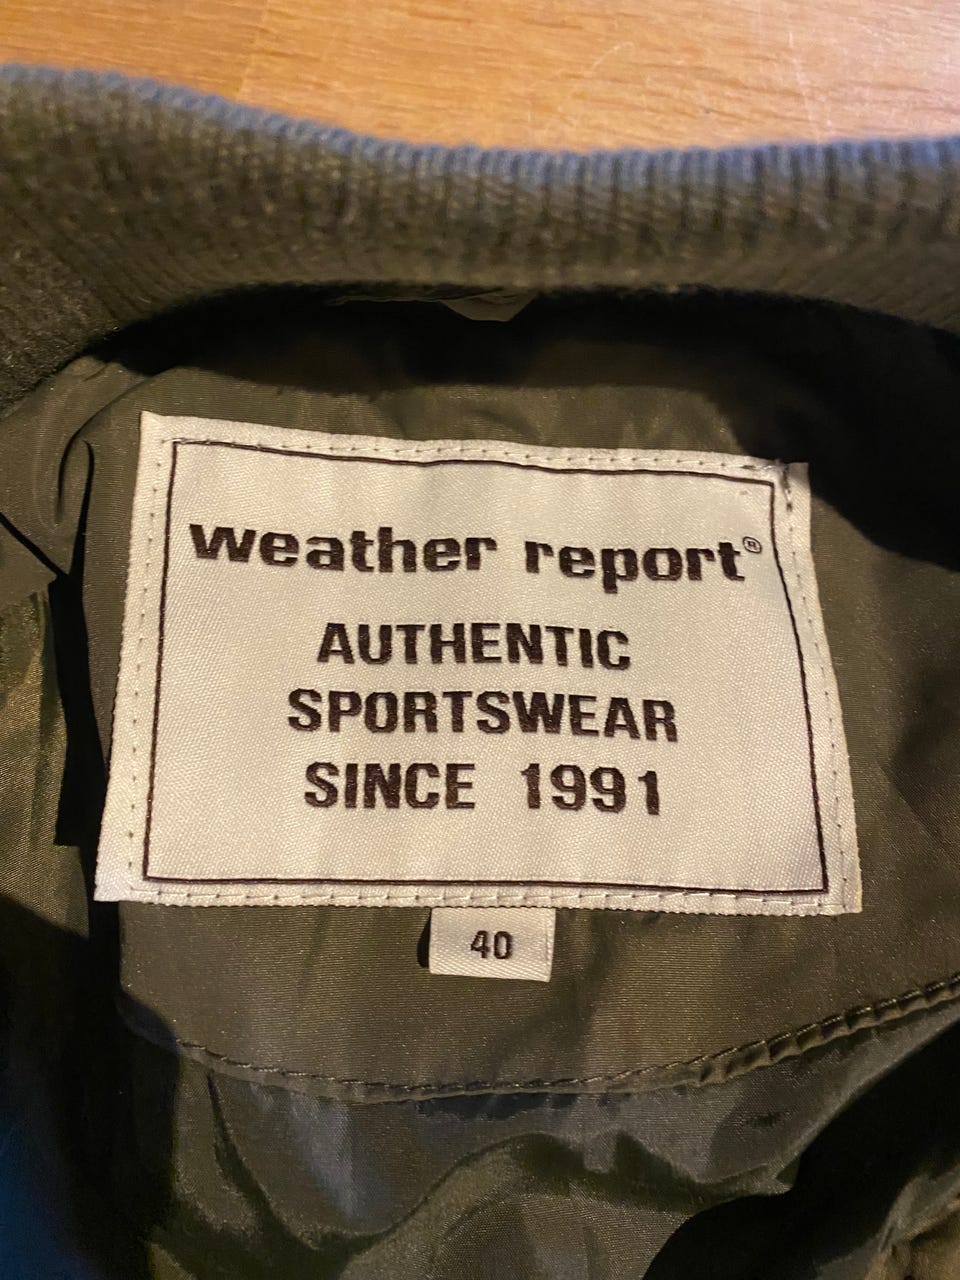 weather report®
AUTHENTIC
SPORTSWEAR
SINCE 1991
40